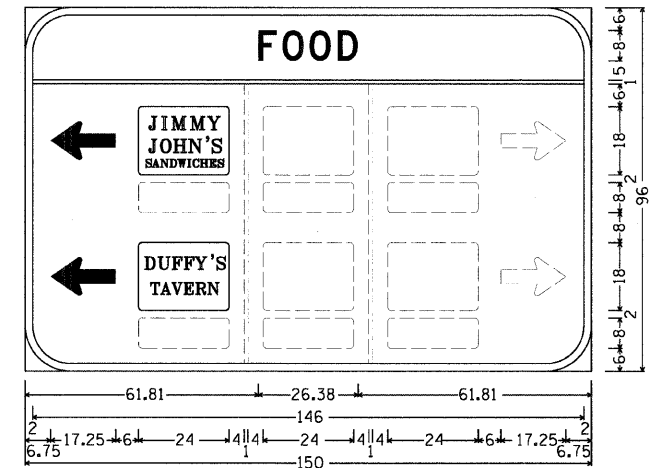 FOOD
JIMMY
JOHN'S
SANDWICHES
DUFFY'S
TAVERN
6 8 5 1 6 18 2 8 8 18 2 8 6
96
61.81 26.38 61.81
146
2 17.25 6 24 4 4 24 4 4 24 6 17.25 2
6.75 1 1 6.75
150